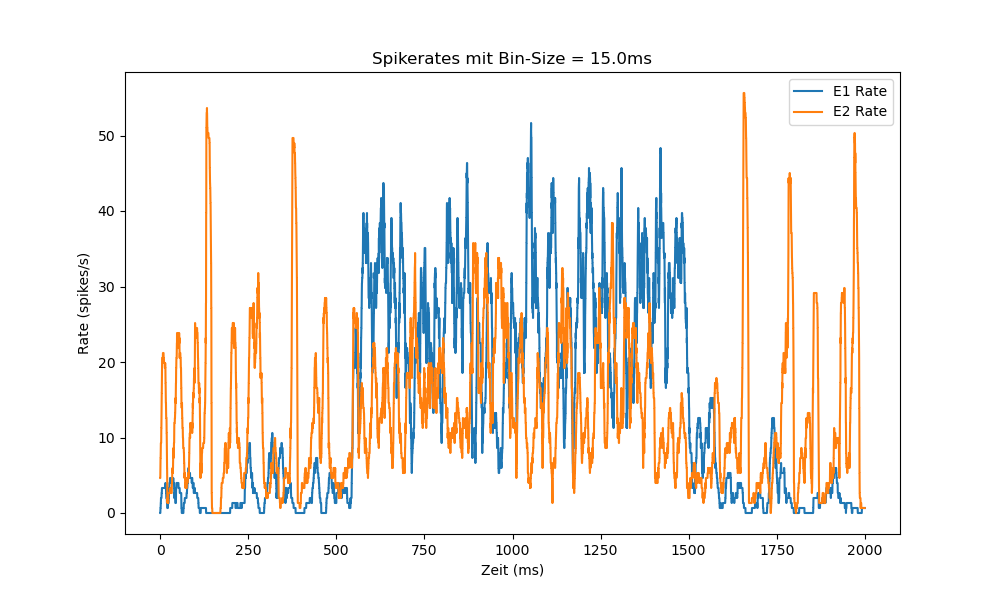 Spikerates mit Bin-Size = 15.0ms
E1 Rate
E2 Rate
Rate (spikes/s)
50
40
30
20
10
0
0 250 500 750 1000 1250 1500 1750 2000
Zeit (ms)